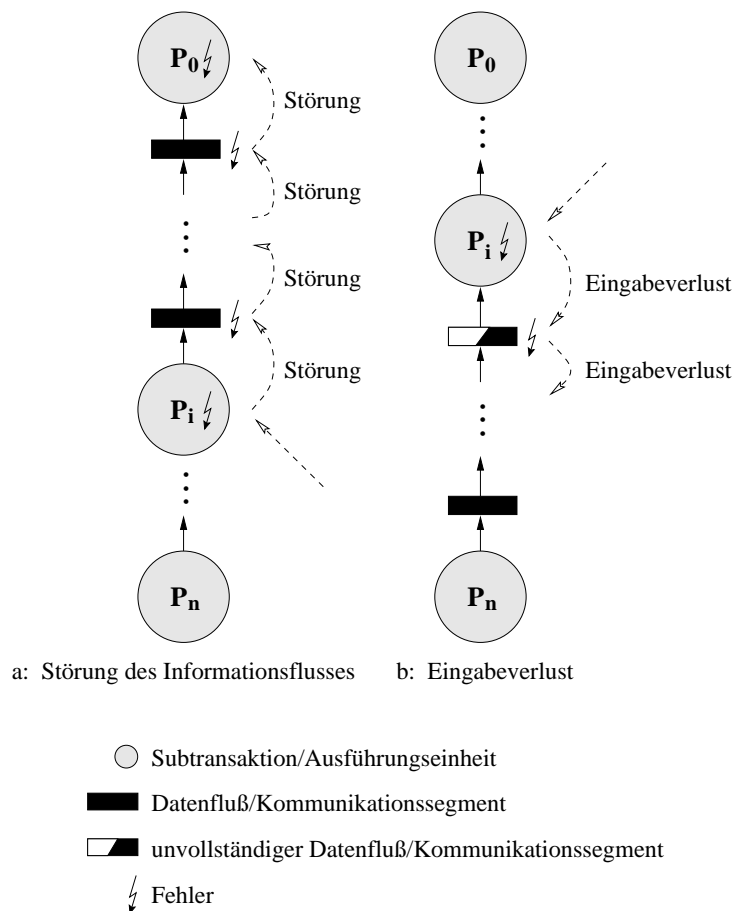 P0
Störung
Störung
Störung
Störung
Pi
Pn
a: Störung des Informationsflusses
P0
Pi
Eingabeverlust
Eingabeverlust
Pn
b: Eingabeverlust
Subtransaktion/Ausführungseinheit
Datenfluß/Kommunikationssegment
unvollständiger Datenfluß/Kommunikationssegment
Fehler